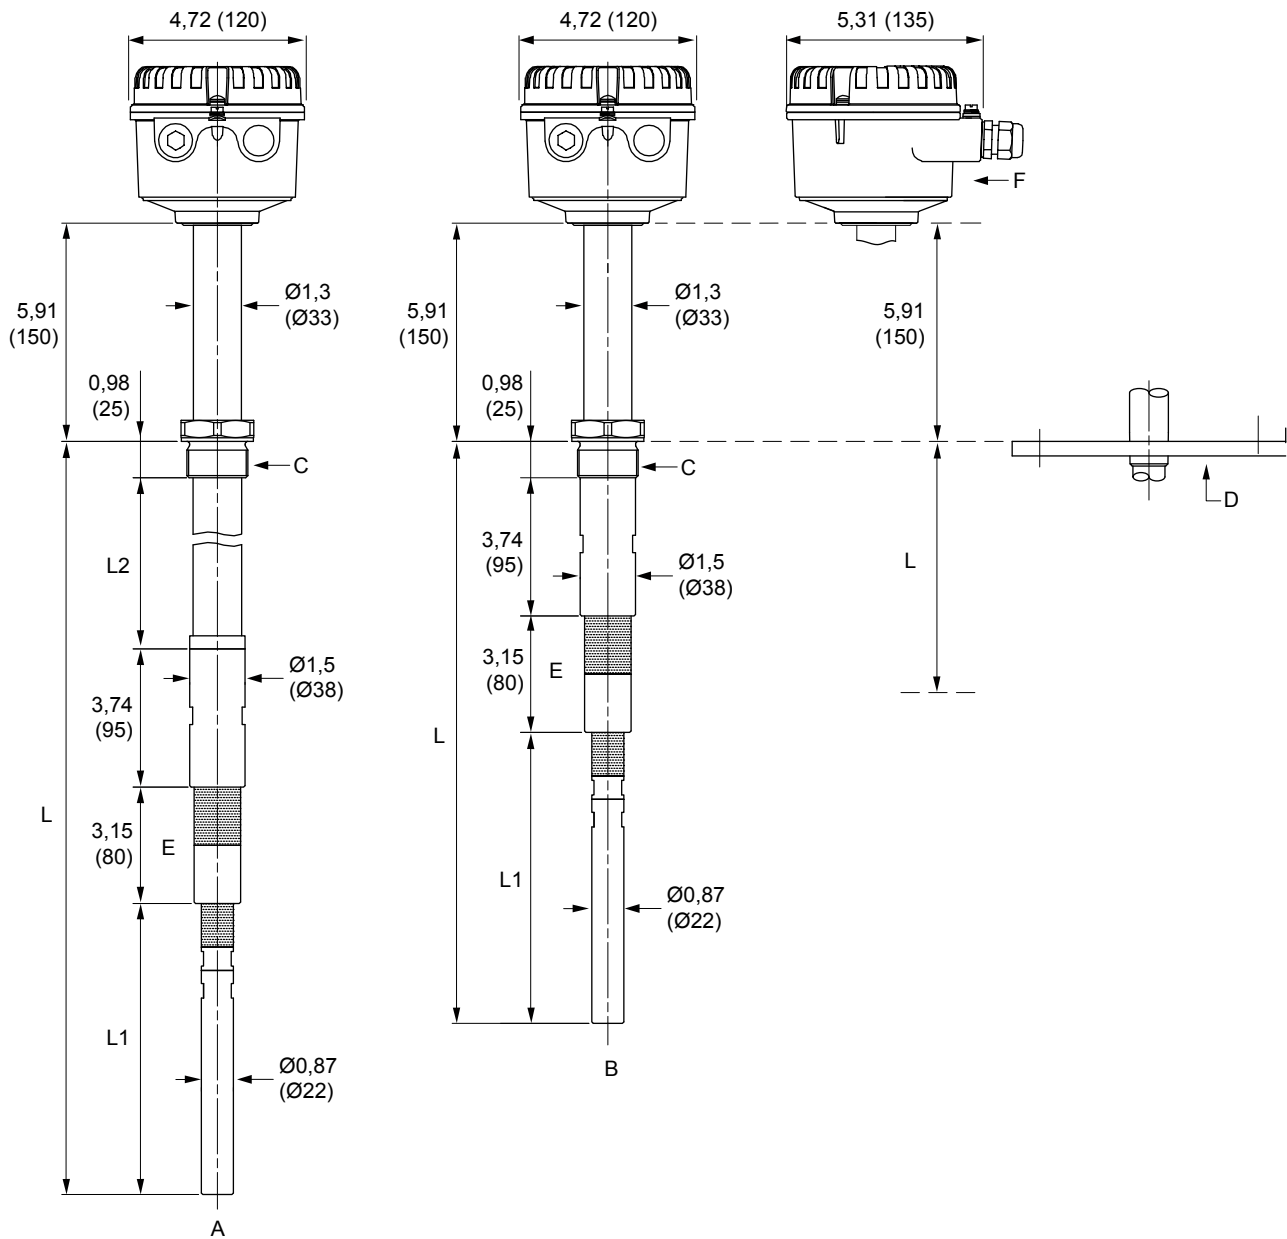 4,72 (120)
4,72 (120)
5,31 (135)
F
5,91
(150)
Ø1,3
(Ø33)
5,91
(150)
Ø1,3
(Ø33)
5,91
(150)
0,98
(25)
0,98
(25)
C
C
D
L2
3,74
(95)
Ø1,5
(Ø38)
L
Ø1,5
(Ø38)
3,15
(80)
E
3,74
(95)
L
L
3,15
(80)
E
L1
Ø0,87
(Ø22)
L1
Ø0,87
(Ø22)
B
A